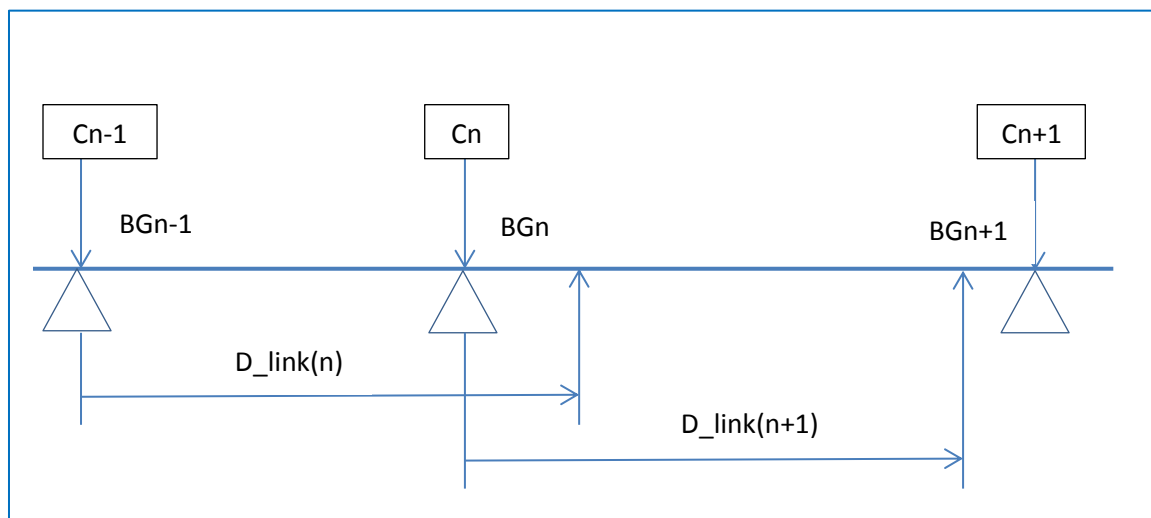 Cn-1
Cn
Cn+1
BGn-1
BGn
BGn+1
D_link(n)
D_link(n+1)